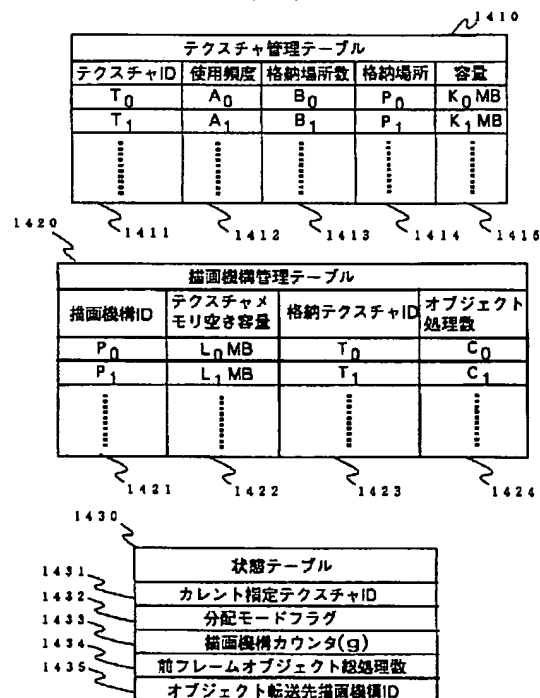 1410
テクスチャ管理テーブル
テクスチャID 使用頻度 格納場所数 格納場所 容量
T0 A0 B0 P0 K0 MB
T1 A1 B1 P1 K1 MB
1411 1412 1413 1414 1415
1420
描画機構管理テーブル
描画機構ID テクスチャメモリ空き容量 格納テクスチャID オブジェクト処理数
P0 L0 MB T0 C0
P1 L1 MB T1 C1
1421 1422 1423 1424
1430
状態テーブル
1431 カレント指定テクスチャID
1432 分配モードフラグ
1433 描画機構カウンタ(g)
1434 前フレームオブジェクト総処理数
1435 オブジェクト転送先描画機構ID